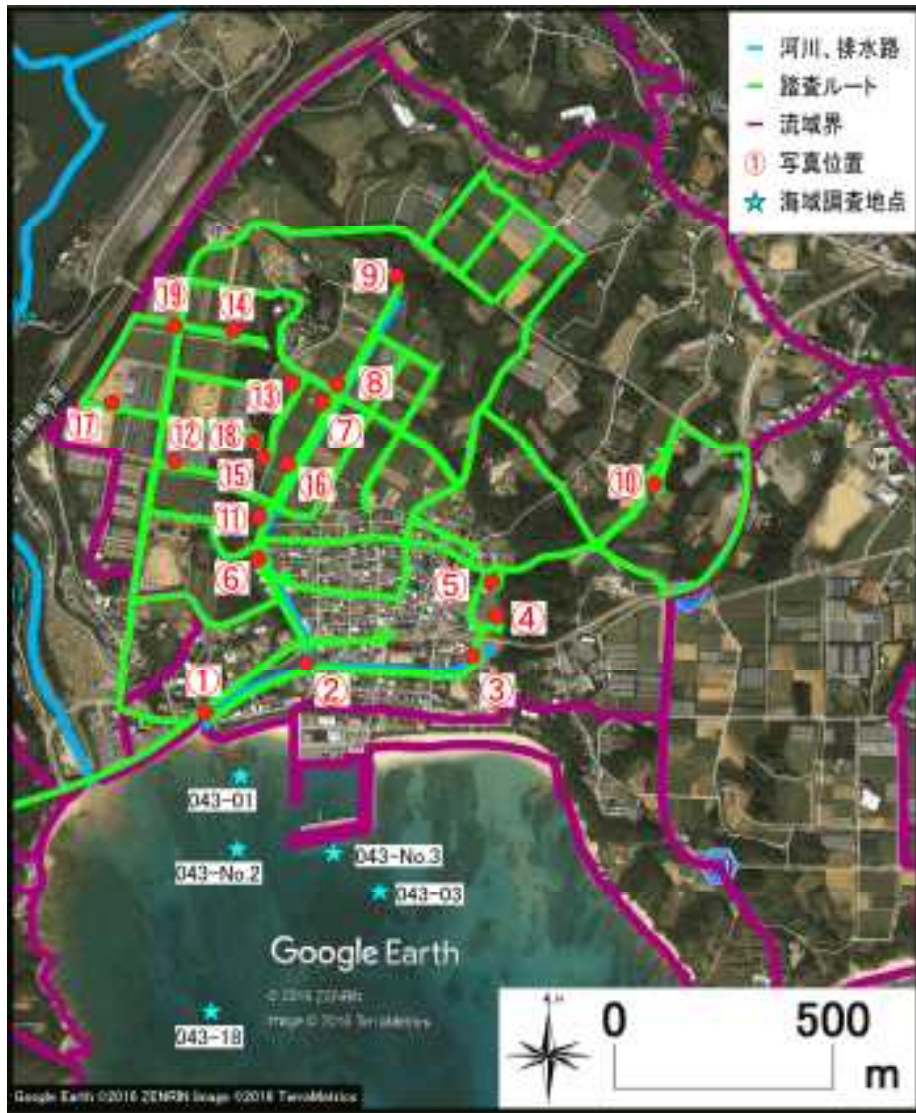 河川、排水路
踏査ルート
流域界
① 写真位置
海域調査地点
⑨
⑲
⑭
⑧
⑬
⑰
⑦
⑫
⑱
⑮
⑯
⑩
⑪
⑥
⑤
④
①
②
③
043-01
043-No.2
043-No.3
043-03
Google Earth
© 2016 ZENRIN
Image © 2016 TerraMetrics
043-18
0 500
m
Google Earth ©2016 ZENRIN Image ©2016 TerraMetrics